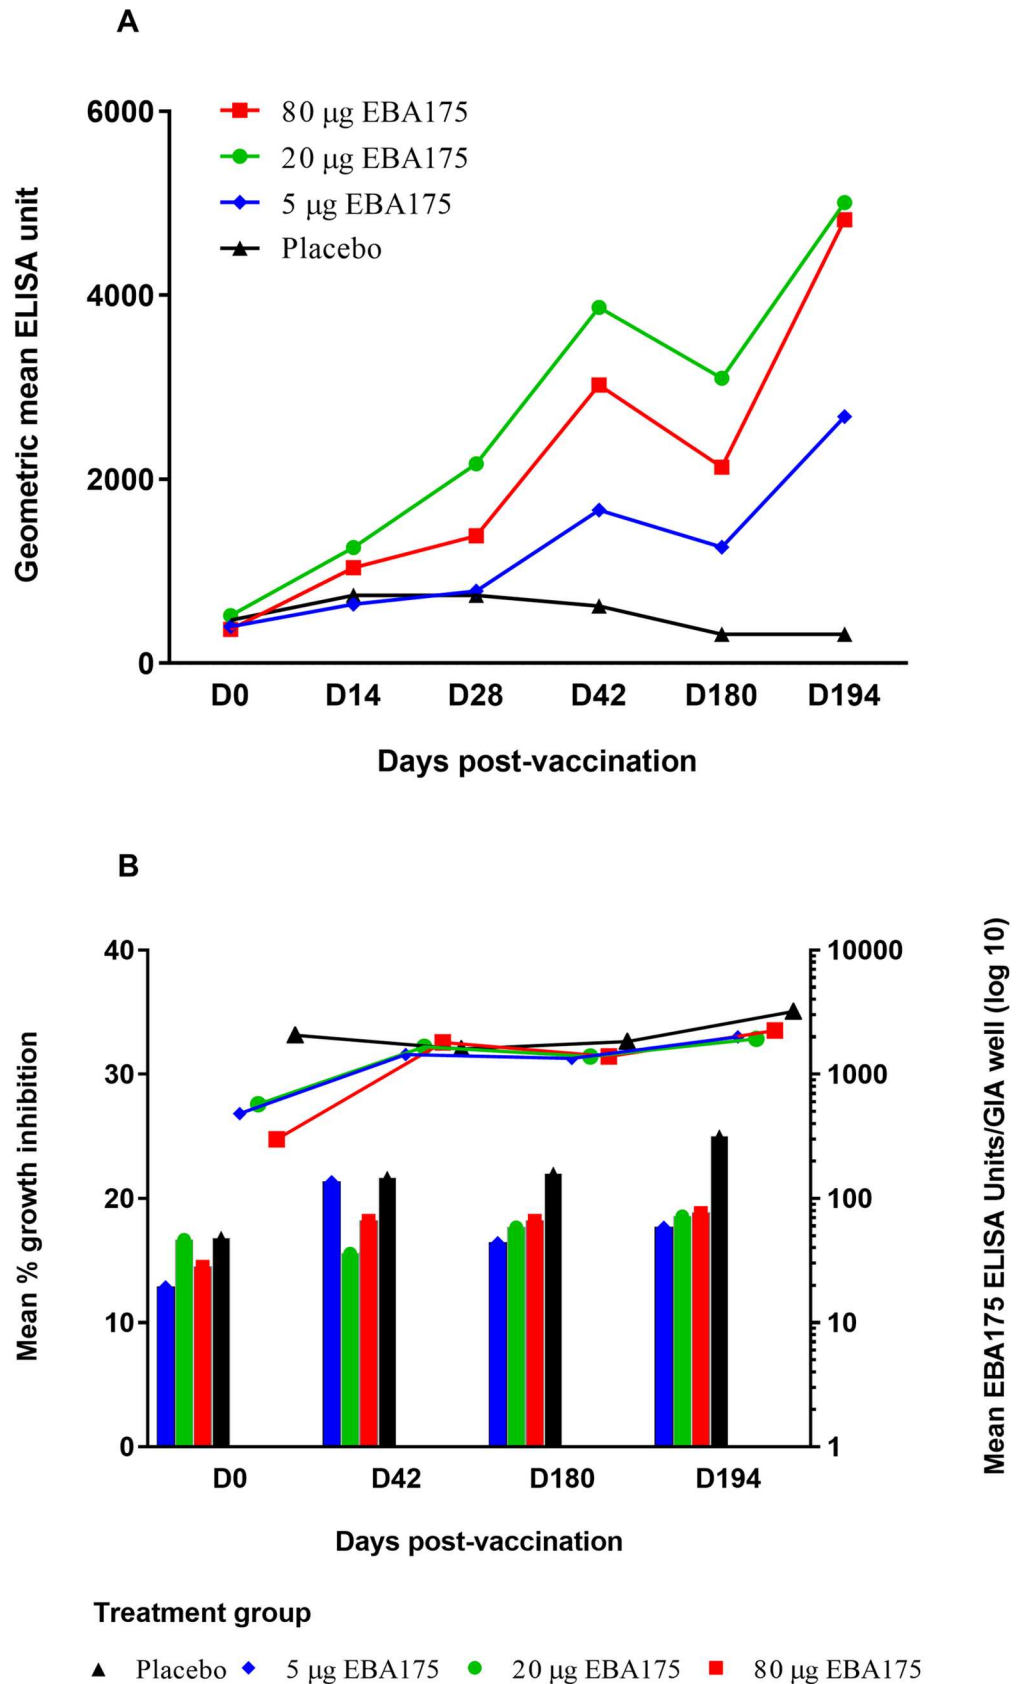 A
6000
4000
2000
0
Geometric mean ELISA unit
80 μg EBA175
20 μg EBA175
5 μg EBA175
Placebo
D0 D14 D28 D42 D180 D194
Days post-vaccination
B
40
30
20
10
0
Mean % growth inhibition
10000
1000
100
10
1
Mean EBA175 ELISA Units/GIA well (log 10)
D0 D42 D180 D194
Days post-vaccination
Treatment group
Placebo 5 μg EBA175 20 μg EBA175 80 μg EBA175